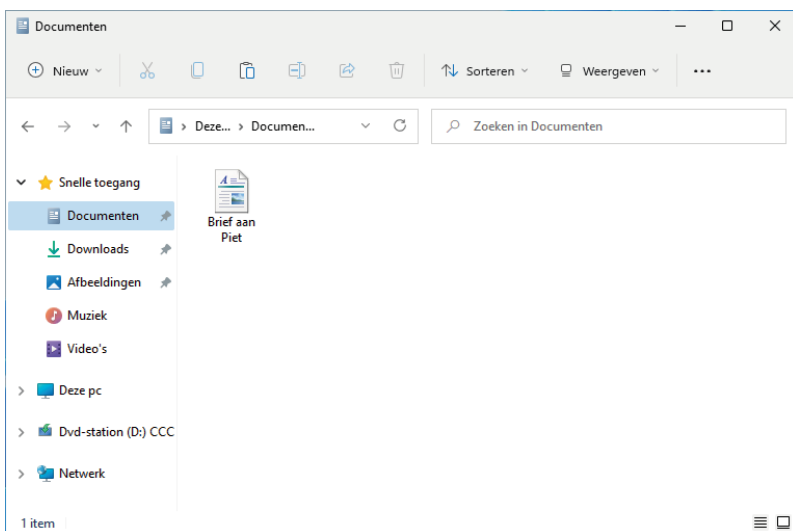 Documenten
Nieuw
Sorteren
Weergeven
Deze... > Documen...
Zoeken in Documenten
Snelle toegang
Documenten
Downloads
Afbeeldingen
Muziek
Video's
Deze pc
Dvd-station (D:) CCC
Netwerk
Brief aan
Piet
1 item